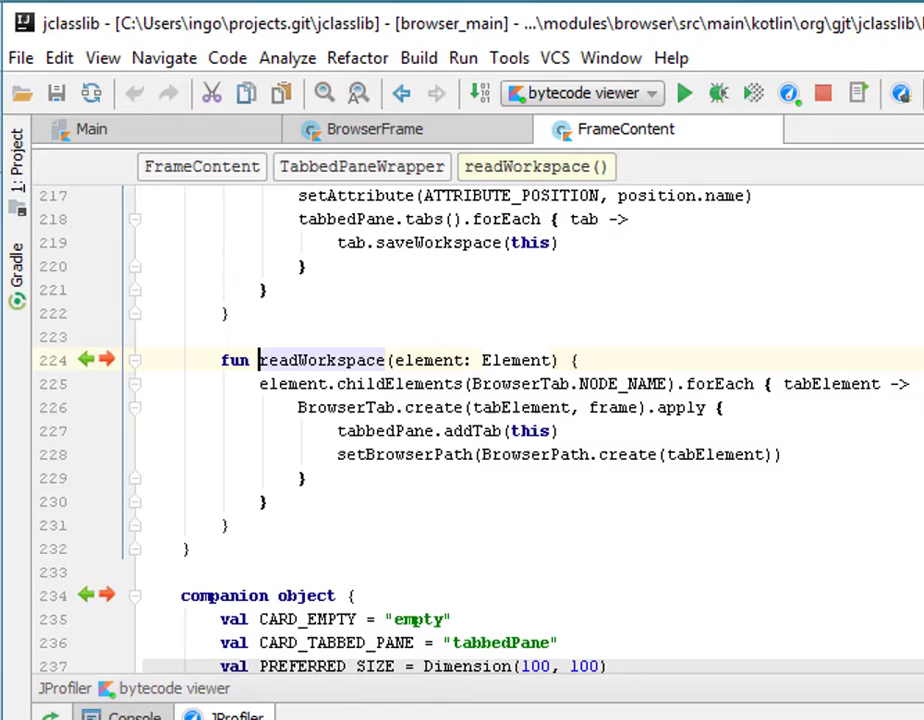 jclasslib - [C:\Users\ingo\projects.git\jclasslib] - [browser_main] - ...\modules\browser\src\main\kotlin\org\gjt\jclasslib\
File Edit View Navigate Code Analyze Refactor Build Run Tools VCS Window Help
bytecode viewer
Main BrowserFrame FrameContent
1: Project
Gradle
FrameContent TabbedPaneWrapper readWorkspace()
217 setAttribute(ATTRIBUTE_POSITION, position.name)
218 tabbedPane.tabs().forEach { tab ->
219 tab.saveWorkspace(this)
220 }
221 }
222 }
223
224 fun readWorkspace(element: Element) {
225 element.childElements(BrowserTab.NODE_NAME).forEach { tabElement ->
226 BrowserTab.create(tabElement, frame).apply {
227 tabbedPane.addTab(this)
228 setBrowserPath(BrowserPath.create(tabElement))
229 }
230 }
231 }
232 }
233
234 companion object {
235 val CARD_EMPTY = "empty"
236 val CARD_TABBED_PANE = "tabbedPane"
237 val PREFERRED_SIZE = Dimension(100, 100)
JProfiler bytecode viewer
Console JProfiler